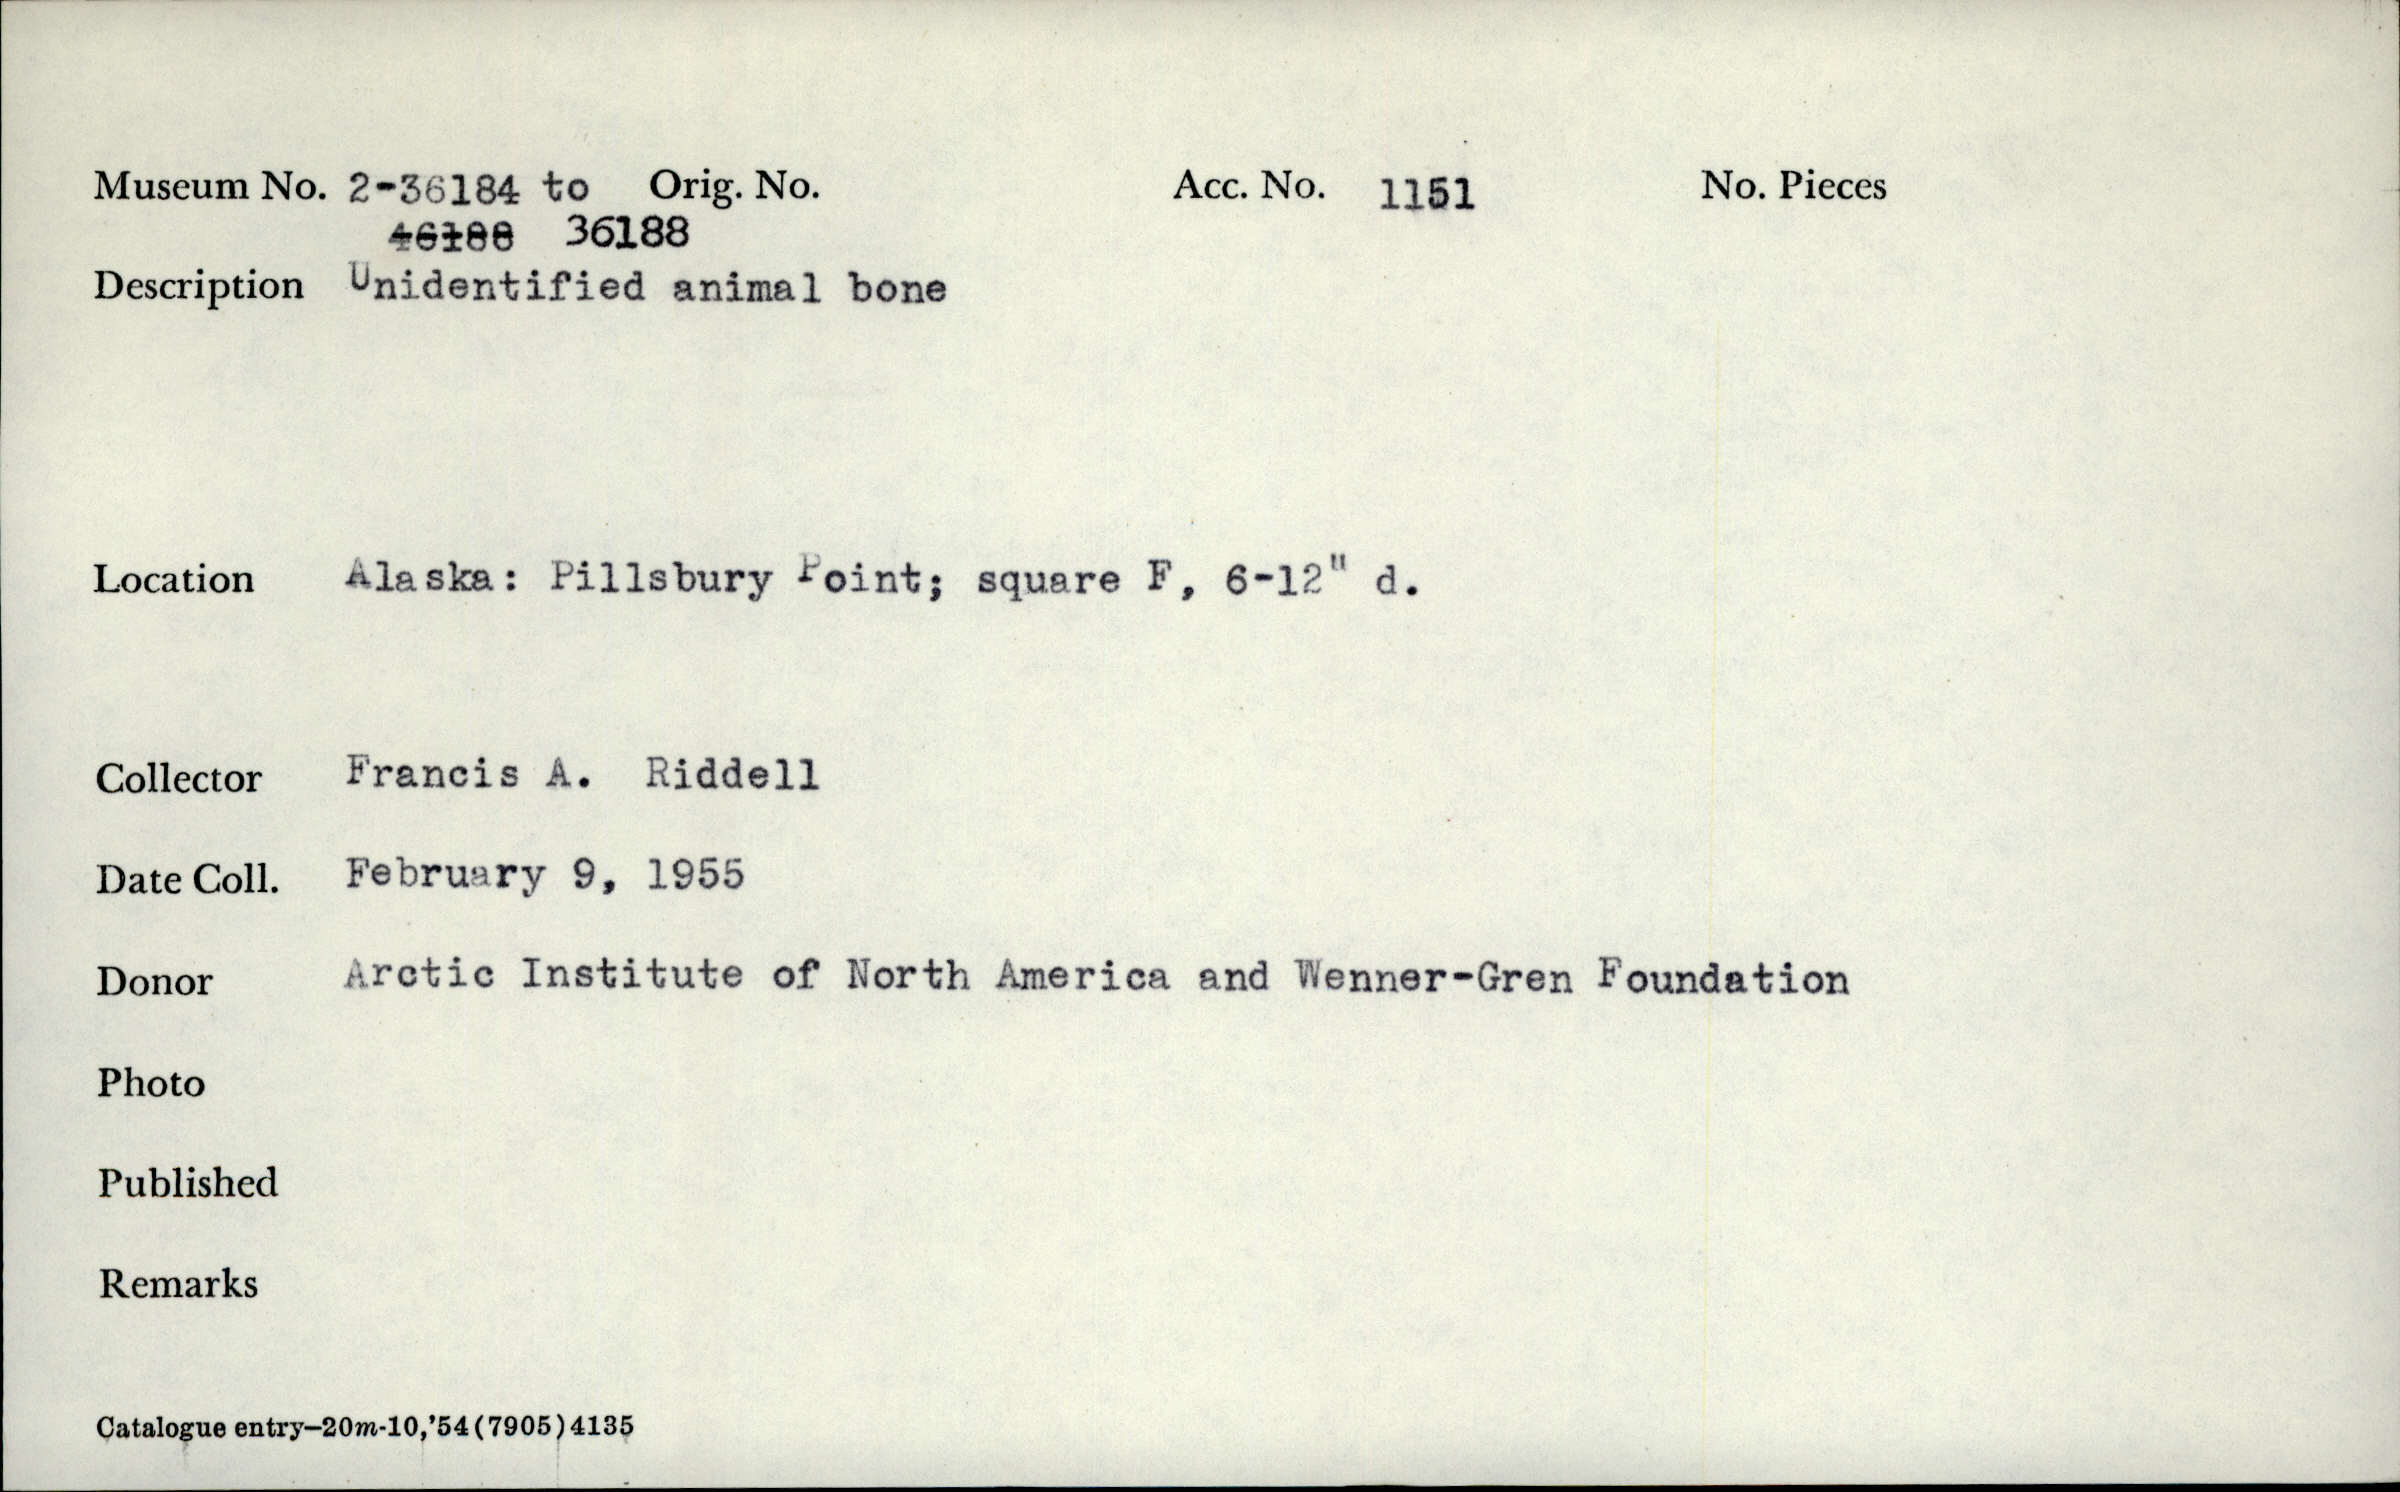 Museum No. 2-36184 to Orig. No. Acc. No. 1151 No. Pieces
46188 36188
Description Unidentified animal bone
Location Alaska: Pillsbury Point; square F, 6-12" d.
Collector Francis A. Riddell
Date Coll. February 9, 1955
Donor Arctic Institute of North America and Wenner-Gren Foundation
Photo
Published
Remarks
Catalogue entry—20m-10,'54(7905)4135